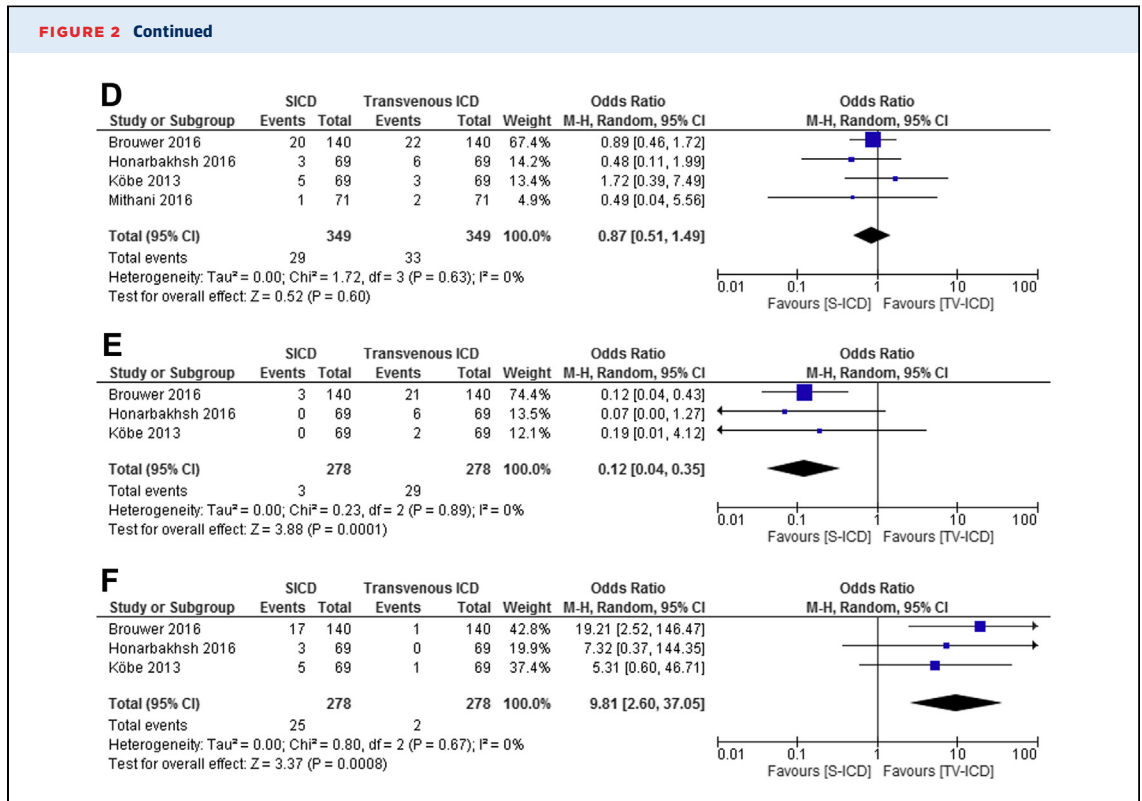 FIGURE 2 Continued
D
SICD Transvenous ICD Odds Ratio Odds Ratio
Study or Subgroup Events Total Events Total Weight M-H, Random, 95% CI M-H, Random, 95% CI
Brouwer 2016 20 140 22 140 67.4% 0.89 [0.46, 1.72]
Honarbakhsh 2016 3 69 6 69 14.2% 0.48 [0.11, 1.99]
Köbe 2013 5 69 3 69 13.4% 1.72 [0.39, 7.49]
Mithani 2016 1 71 2 71 4.9% 0.49 [0.04, 5.56]
Total (95% CI) 349 349 100.0% 0.87 [0.51, 1.49]
Total events 29 33
Heterogeneity: Tau² = 0.00; Chi² = 1.72, df = 3 (P = 0.63); I² = 0%
Test for overall effect: Z = 0.52 (P = 0.60)
0.01 0.1 1 10 100
Favours [S-ICD] Favours [TV-ICD]
E
SICD Transvenous ICD Odds Ratio Odds Ratio
Study or Subgroup Events Total Events Total Weight M-H, Random, 95% CI M-H, Random, 95% CI
Brouwer 2016 3 140 21 140 74.4% 0.12 [0.04, 0.43]
Honarbakhsh 2016 0 69 6 69 13.5% 0.07 [0.00, 1.27]
Köbe 2013 0 69 2 69 12.1% 0.19 [0.01, 4.12]
Total (95% CI) 278 278 100.0% 0.12 [0.04, 0.35]
Total events 3 29
Heterogeneity: Tau² = 0.00; Chi² = 0.23, df = 2 (P = 0.89); I² = 0%
Test for overall effect: Z = 3.88 (P = 0.0001)
0.01 0.1 1 10 100
Favours [S-ICD] Favours [TV-ICD]
F
SICD Transvenous ICD Odds Ratio Odds Ratio
Study or Subgroup Events Total Events Total Weight M-H, Random, 95% CI M-H, Random, 95% CI
Brouwer 2016 17 140 1 140 42.8% 19.21 [2.52, 146.47]
Honarbakhsh 2016 3 69 0 69 19.9% 7.32 [0.37, 144.35]
Köbe 2013 5 69 1 69 37.4% 5.31 [0.60, 46.71]
Total (95% CI) 278 278 100.0% 9.81 [2.60, 37.05]
Total events 25 2
Heterogeneity: Tau² = 0.00; Chi² = 0.80, df = 2 (P = 0.67); I² = 0%
Test for overall effect: Z = 3.37 (P = 0.0008)
0.01 0.1 1 10 100
Favours [S-ICD] Favours [TV-ICD]